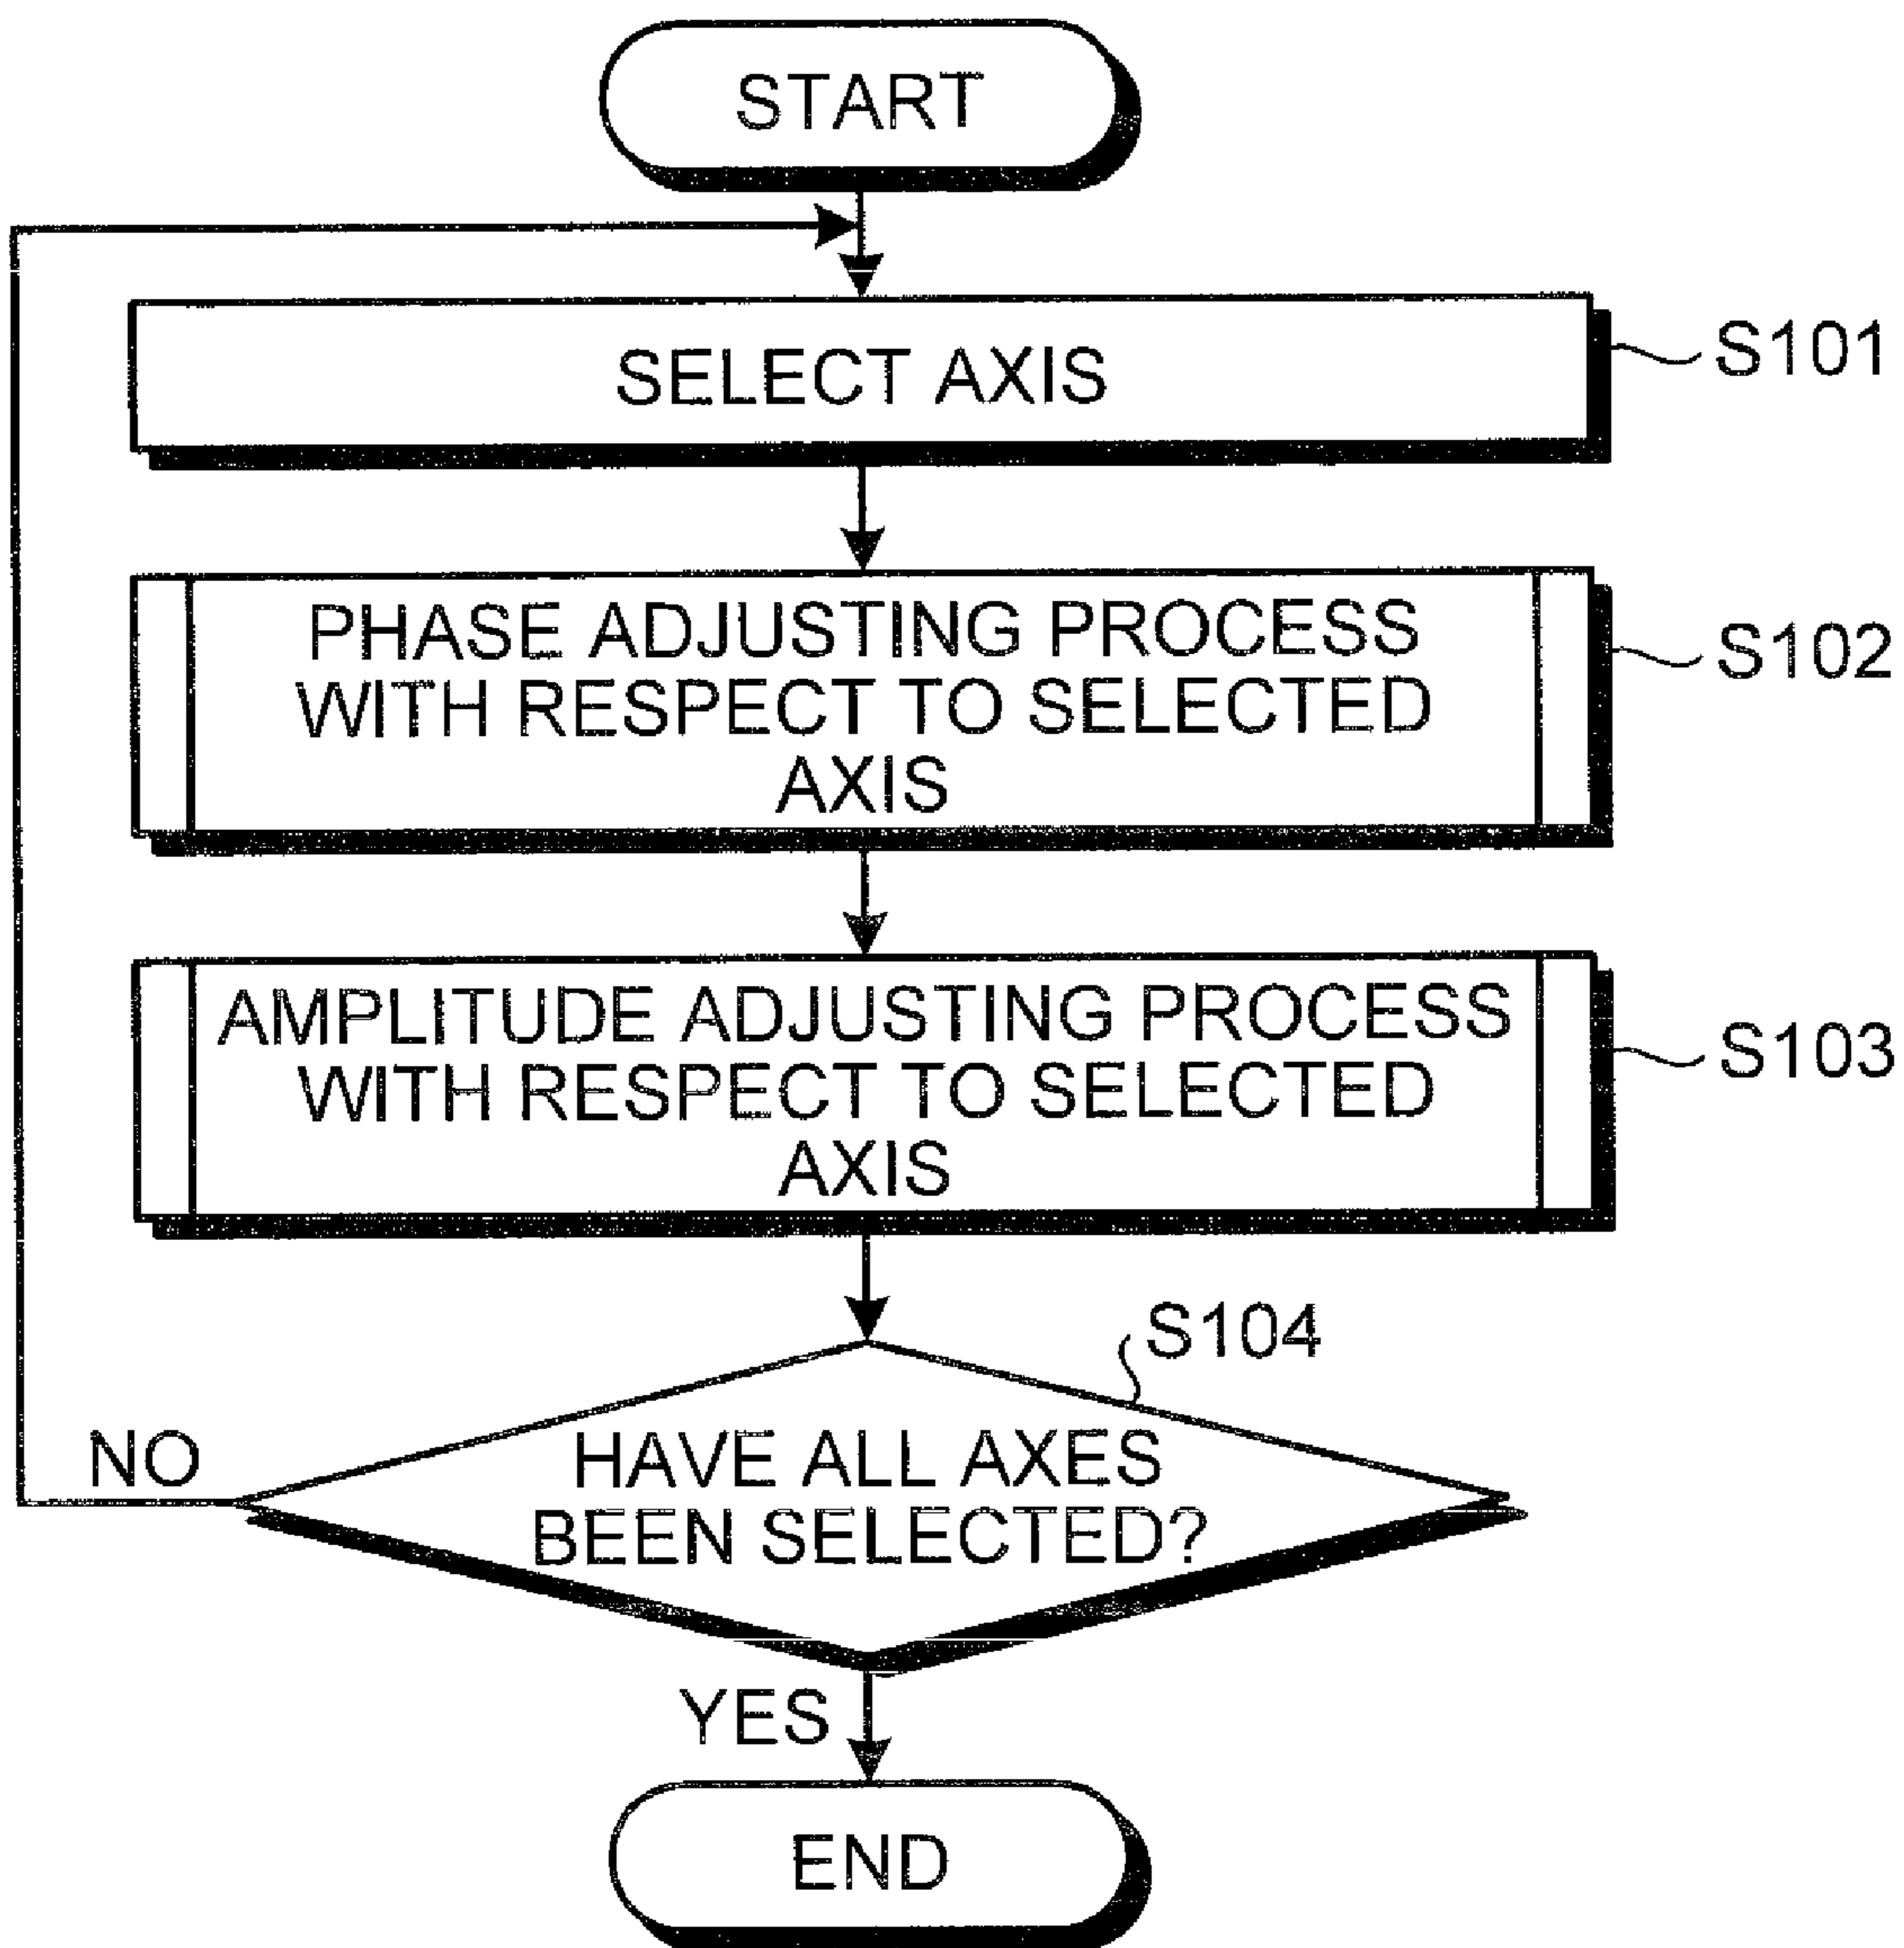 START
SELECT AXIS
S101
PHASE ADJUSTING PROCESS
WITH RESPECT TO SELECTED
AXIS
S102
AMPLITUDE ADJUSTING PROCESS
WITH RESPECT TO SELECTED
AXIS
S103
S104
HAVE ALL AXES
BEEN SELECTED?
NO
YES
END